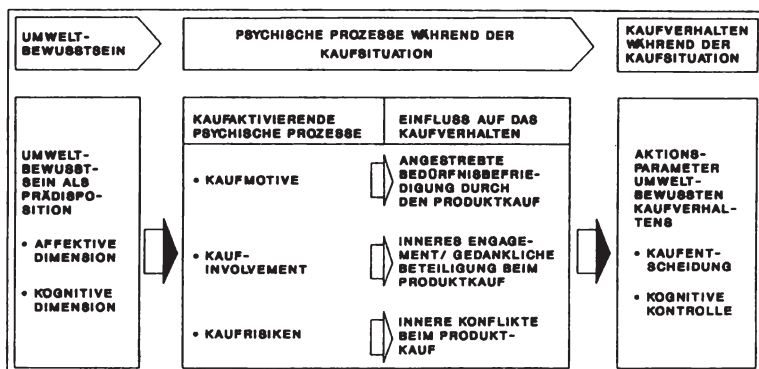 UMWELT-
BEWUSSTSEIN
PSYCHISCHE PROZESSE WÄHREND DER
KAUFSITUATION
KAUFVERHALTEN
WÄHREND DER
KAUFSITUATION
UMWELT-
BEWUSST-
SEIN ALS
PRÄDISPO-
SITION
• AFFEKTIVE
DIMENSION
• KOGNITIVE
DIMENSION
KAUFAKTIVIERENDE
PSYCHISCHE PROZESSE
EINFLUSS AUF DAS
KAUFVERHALTEN
• KAUFMOTIVE
ANGESTREBTE
BEDÜRFNISBEFRIE-
DIGUNG DURCH
DEN PRODUKTKAUF
• KAUF-
INVOLVEMENT
INNERES ENGAGE-
MENT/ GEDANKLICHE
BETEILIGUNG BEIM
PRODUKTKAUF
• KAUFRISIKEN
INNERE KONFLIKTE
BEIM PRODUKT-
KAUF
AKTIONS-
PARAMETER
UMWELT-
BEWUSSTEN
KAUFVERHAL-
TENS
• KAUFENT-
SCHEIDUNG
• KOGNITIVE
KONTROLLE